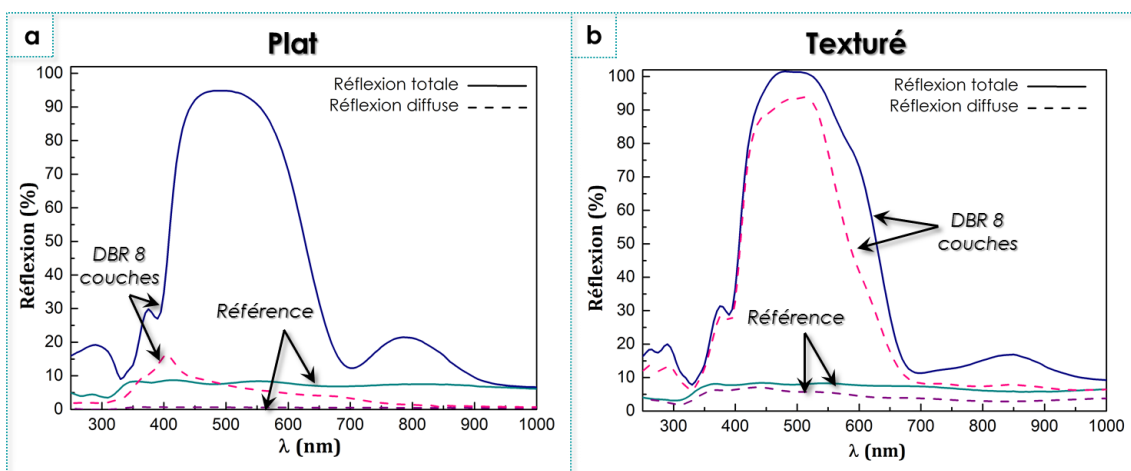 a
Plat
Réflexion totale
Réflexion diffuse
100
90
80
70
60
50
40
30
20
10
0
Réflexion (%)
DBR 8
couches
Référence
300 400 500 600 700 800 900 1000
λ (nm)
b
Texturé
Réflexion totale
Réflexion diffuse
100
90
80
70
60
50
40
30
20
10
0
Réflexion (%)
DBR 8
couches
Référence
300 400 500 600 700 800 900 1000
λ (nm)